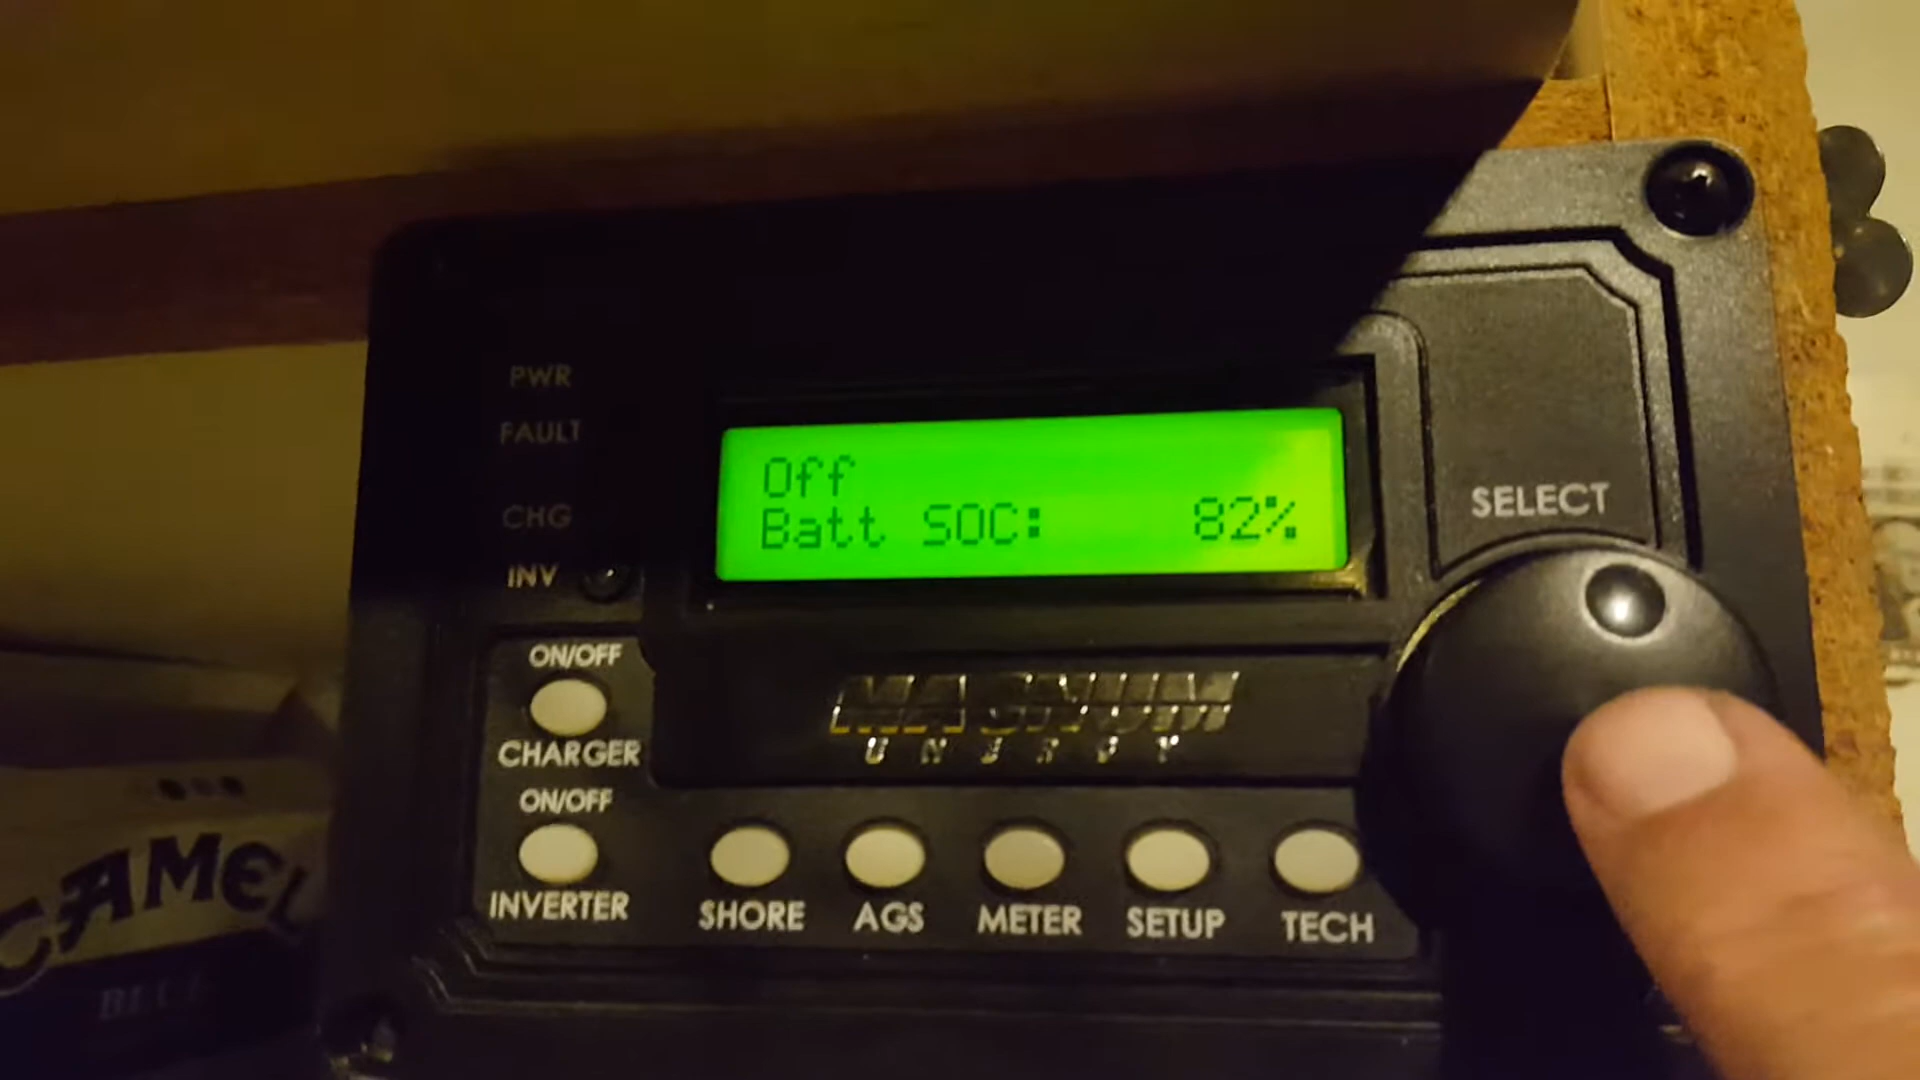 PWR
FAULT
CHG
INV
Off
Batt SOC: 82%
SELECT
ON/OFF
CHARGER
ON/OFF
INVERTER
MAGNUM
ENERGY
SHORE
AGS
METER
SETUP
TECH
CAMEL
BLUE